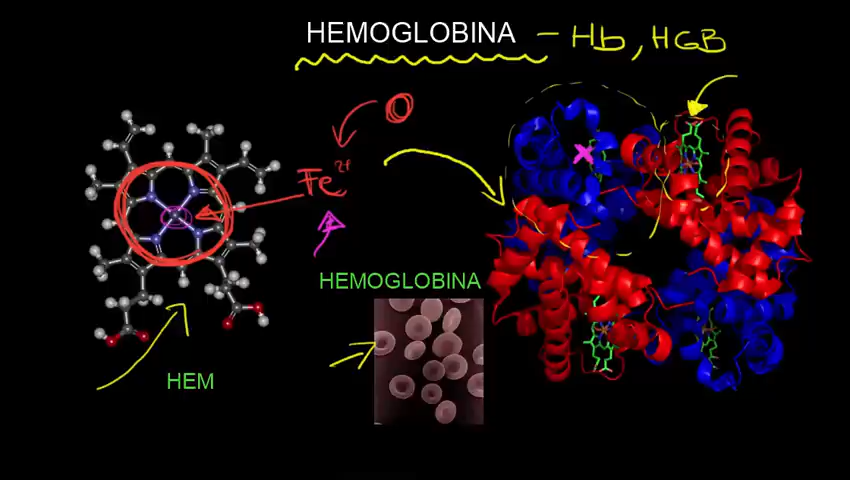 HEMOGLOBINA – Hb, HGB
Fe²⁺
HEMOGLOBINA
HEM